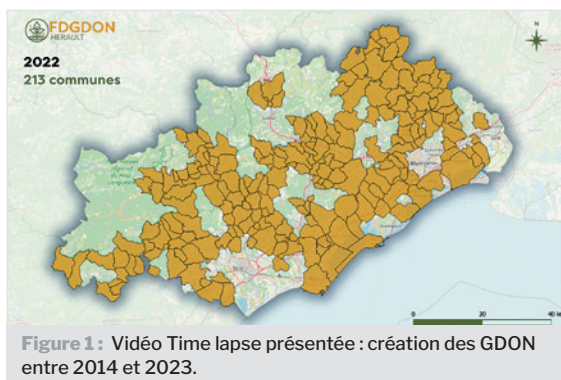 FDGDON
HERAULT
2022
213 communes
N
0 20 40
Figure 1 : Vidéo Time lapse présentée : création des GDON
entre 2014 et 2023.